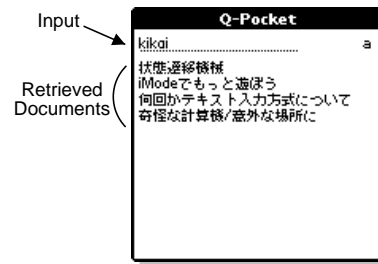 Input
Q-Pocket
kikai a
状態遷移機械
iModeでもっと遊ぼう
何回かテキスト入力方式について
奇怪な計算機/意外な場所に
Retrieved
Documents